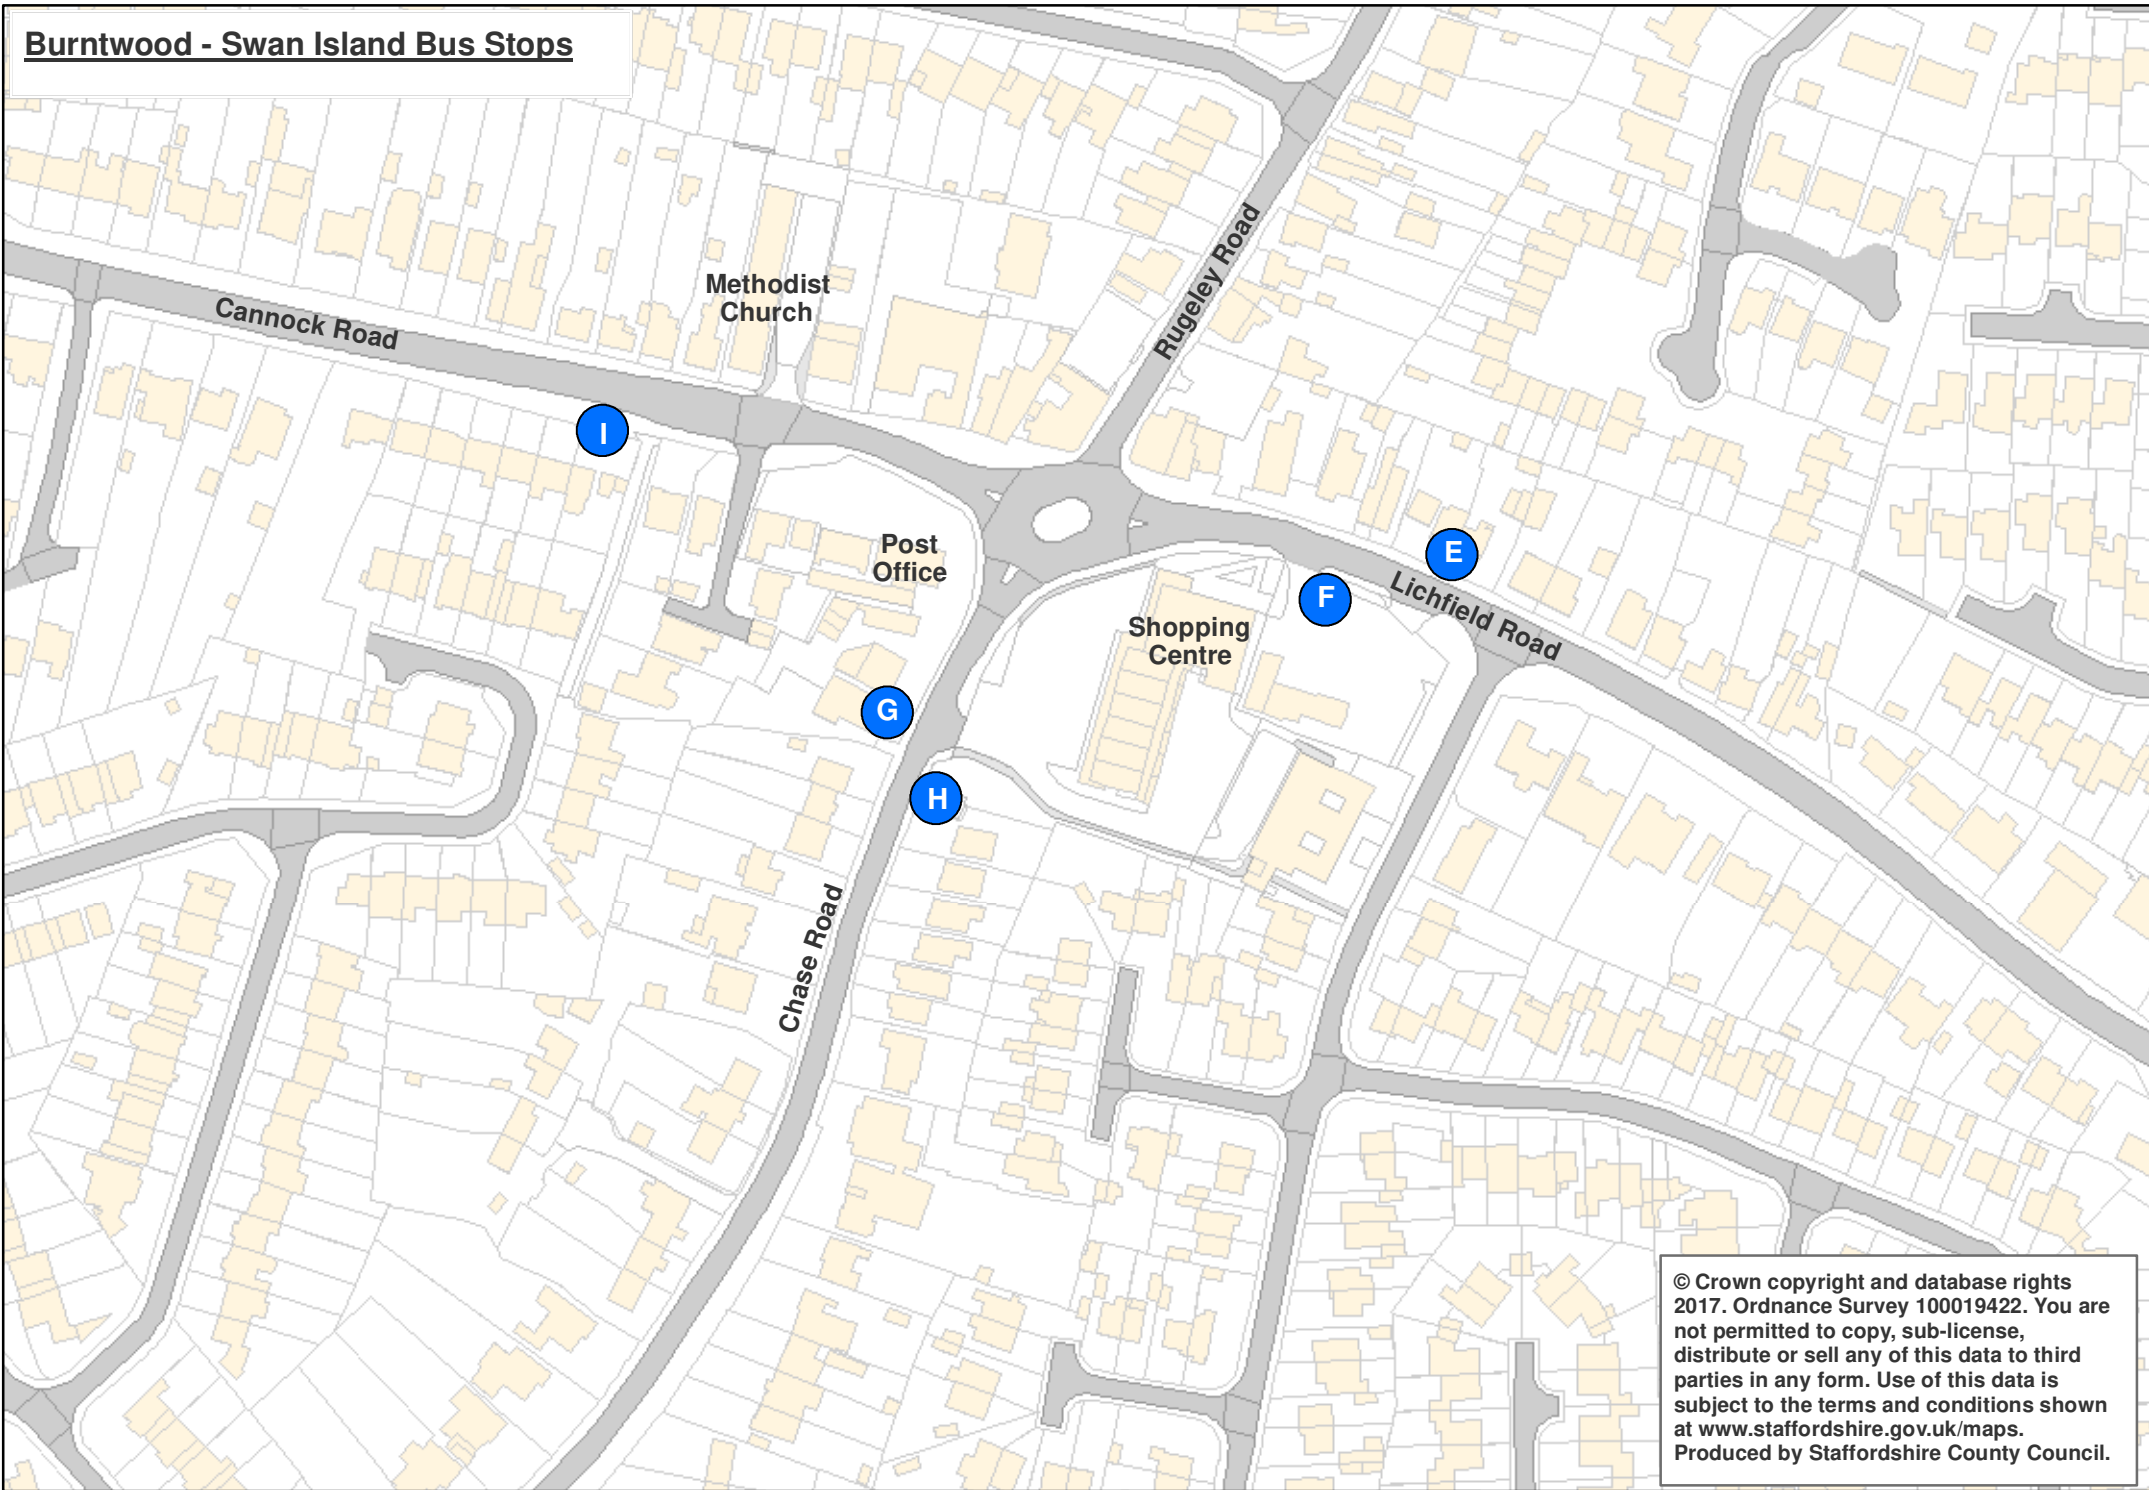 Burntwood - Swan Island Bus Stops
Rugeley Road
Methodist
Church
Cannock Road
I
Post
Office
E
F
Lichfield Road
Shopping
Centre
G
H
Chase Road
© Crown copyright and database rights
2017. Ordnance Survey 100019422. You are
not permitted to copy, sub-license,
distribute or sell any of this data to third
parties in any form. Use of this data is
subject to the terms and conditions shown
at www.staffordshire.gov.uk/maps.
Produced by Staffordshire County Council.